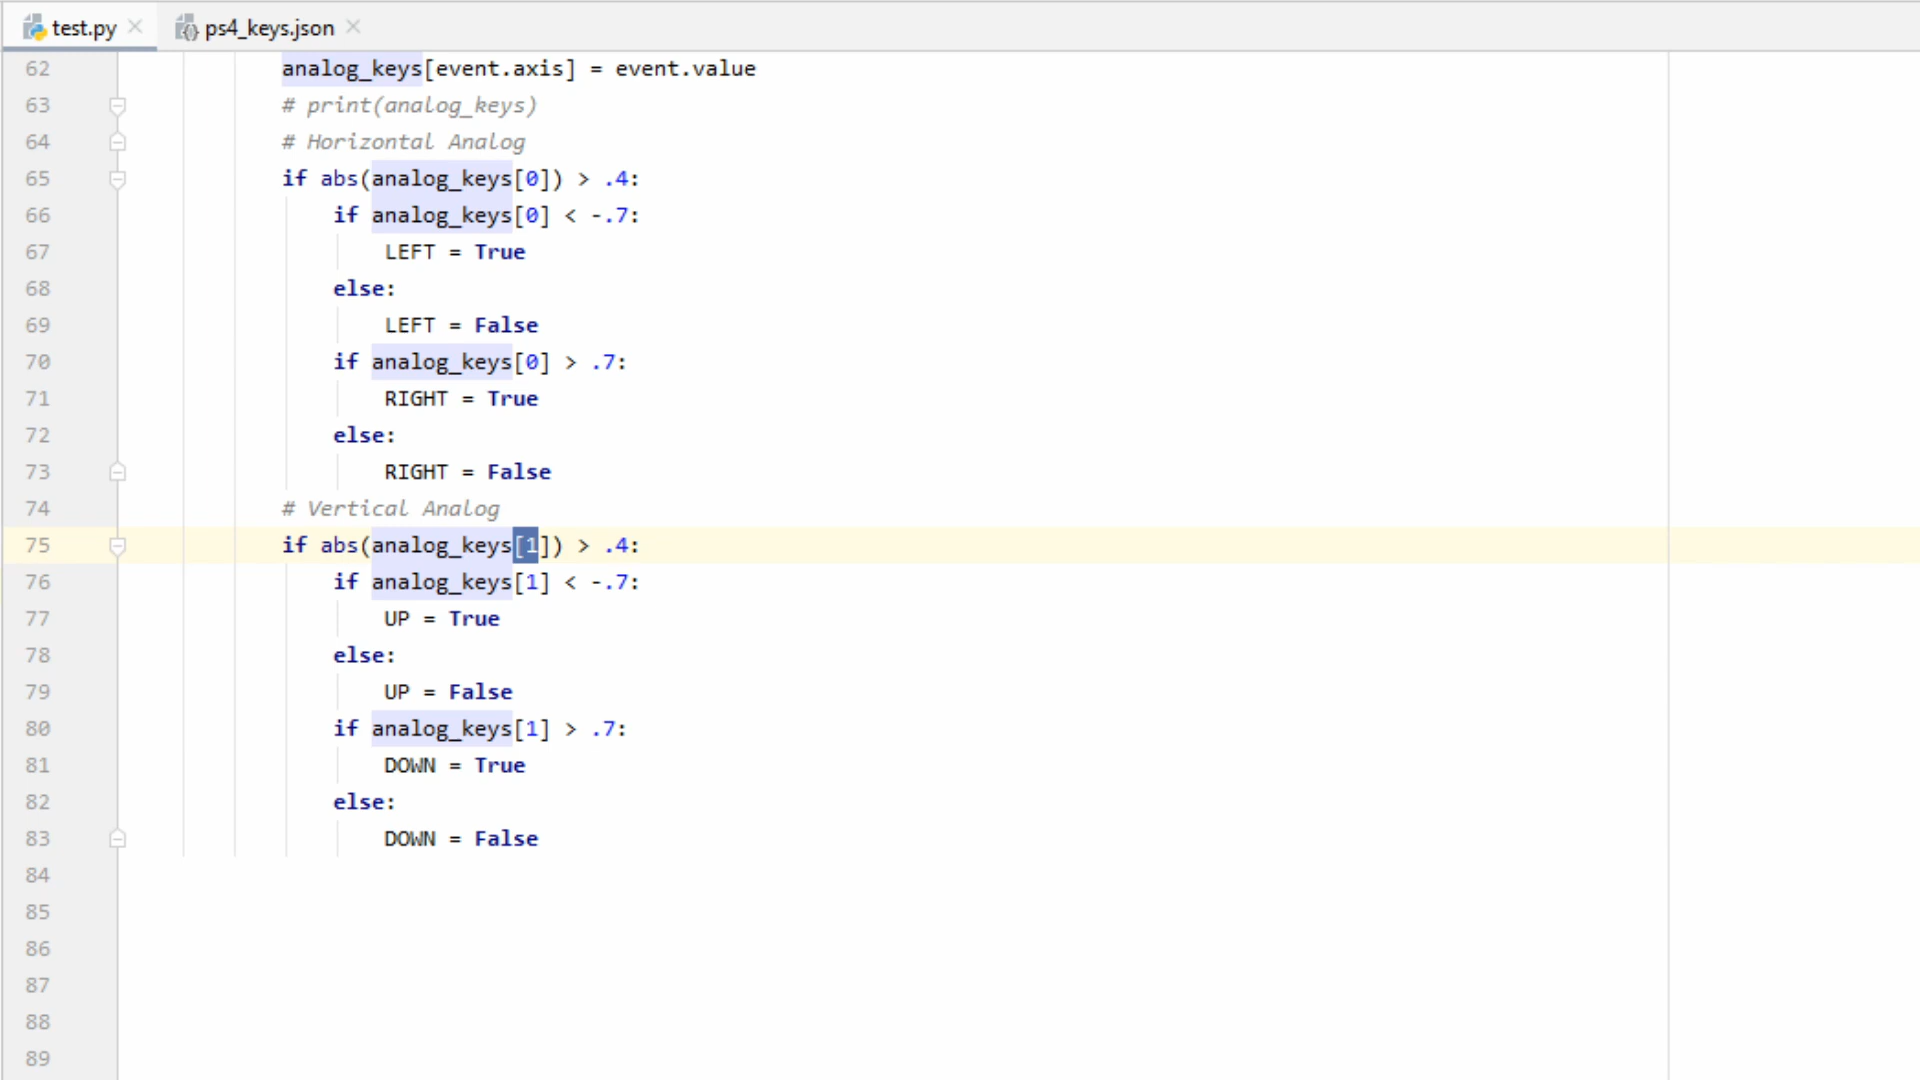 test.py ps4_keys.json
62 analog_keys[event.axis] = event.value
63 # print(analog_keys)
64 # Horizontal Analog
65 if abs(analog_keys[0]) > .4:
66 if analog_keys[0] < -.7:
67 LEFT = True
68 else:
69 LEFT = False
70 if analog_keys[0] > .7:
71 RIGHT = True
72 else:
73 RIGHT = False
74 # Vertical Analog
75 if abs(analog_keys[1]) > .4:
76 if analog_keys[1] < -.7:
77 UP = True
78 else:
79 UP = False
80 if analog_keys[1] > .7:
81 DOWN = True
82 else:
83 DOWN = False
84
85
86
87
88
89